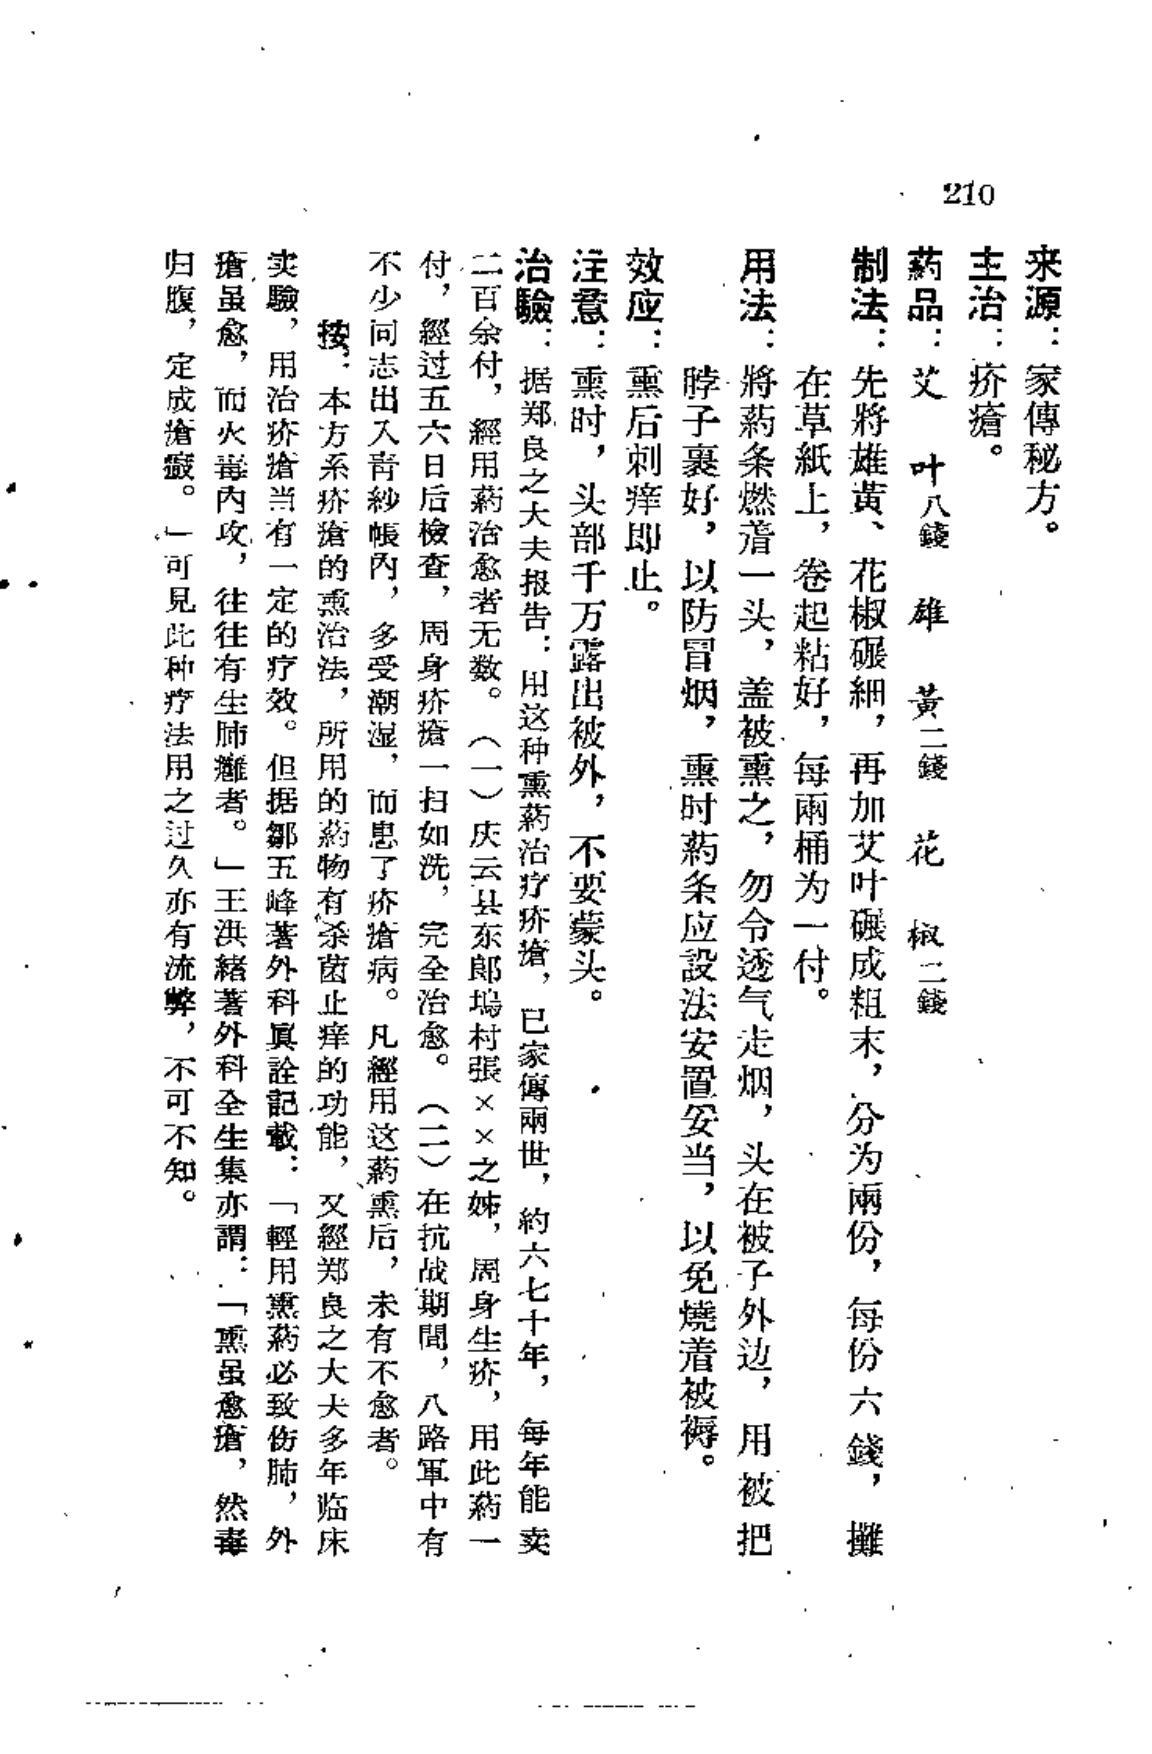 210
来源：家傳秘方。
主治：疥瘡。
葯品：艾 叶八錢 雄 黃二錢 花 椒二錢
制法：先將雄黃、花椒碾細，再加艾叶碾成粗末，分为兩份，每份六錢，攤
在草紙上，卷起粘好，每兩桶为一付。
用法：將葯条燃着一头，盖被熏之，勿令透气走烟，头在被子外边，用被把
脖子裹好，以防冒烟，熏时葯条应設法安置妥当，以免燒着被褥。
效应：熏后刺痒即止。
注意：熏时，头部千万露出被外，不要蒙头。
治驗：据郑良之大夫报告：用这种熏葯治疗疥瘡，已家傳兩世，約六七十年，每年能卖
二百余付，經用葯治愈者无数。（一）庆云县东郎塢村張××之姊，周身生疥，用此葯一
付，經过五六日后檢查，周身疥瘡一扫如洗，完全治愈。（二）在抗战期間，八路軍中有
不少同志出入青紗帳內，多受潮湿，而患了疥瘡病。凡經用这葯熏后，未有不愈者。
按：本方系疥瘡的熏治法，所用的葯物有杀菌止痒的功能，又經郑良之大夫多年临床
实驗，用治疥瘡当有一定的疗效。但据鄒五峰著外科眞詮記載：「輕用熏葯必致伤肺，外
瘡虽愈，而火毒內攻，往往有生肺癰者。」王洪緒著外科全生集亦謂：「熏虽愈瘡，然毒
归腹，定成瘡蠱。」可見此种疗法用之过久亦有流弊，不可不知。